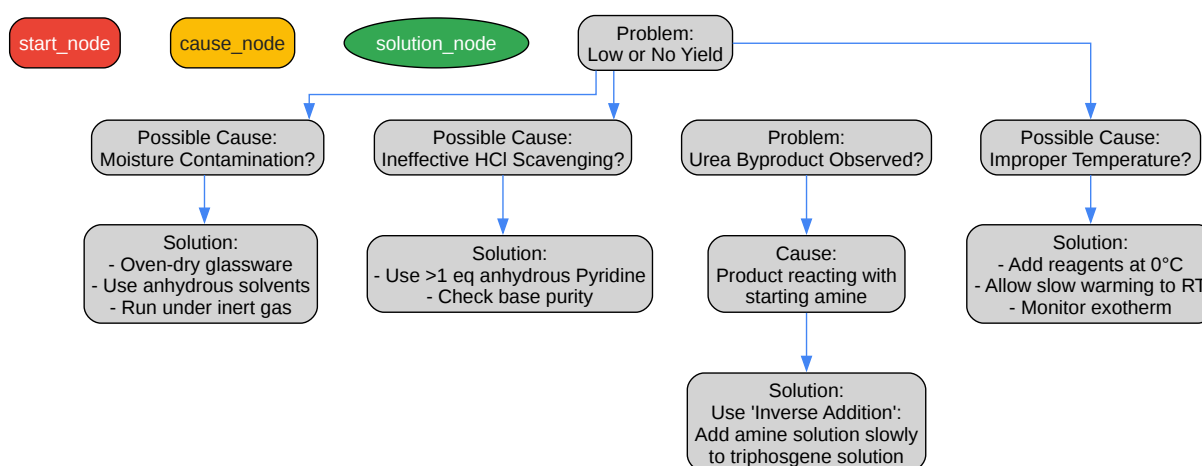 start_node
cause_node
solution_node
Problem:
Low or No Yield
Possible Cause:
Moisture Contamination?
Possible Cause:
Ineffective HCl Scavenging?
Problem:
Urea Byproduct Observed?
Possible Cause:
Improper Temperature?
Solution:
- Oven-dry glassware
- Use anhydrous solvents
- Run under inert gas
Solution:
- Use >1 eq anhydrous Pyridine
- Check base purity
Cause:
Product reacting with
starting amine
Solution:
- Add reagents at 0°C
- Allow slow warming to RT
- Monitor exotherm
Solution:
Use 'Inverse Addition':
Add amine solution slowly
to triphosgene solution